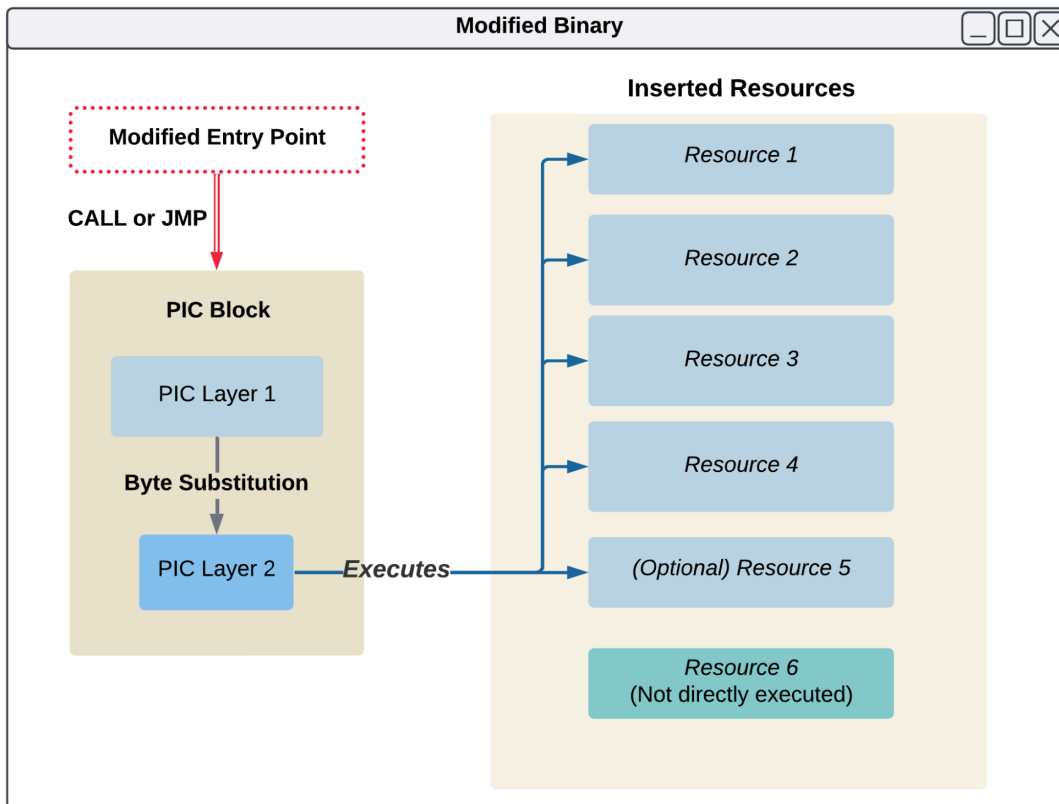 Modified Binary
Modified Entry Point
CALL or JMP
PIC Block
PIC Layer 1
Byte Substitution
PIC Layer 2
Executes
Inserted Resources
Resource 1
Resource 2
Resource 3
Resource 4
(Optional) Resource 5
Resource 6
(Not directly executed)